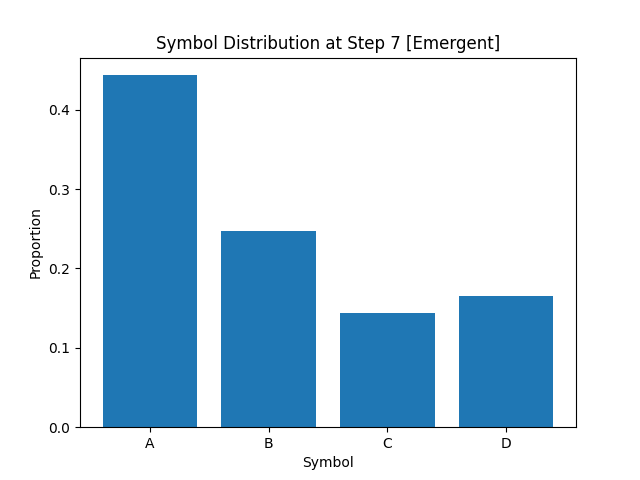 Symbol Distribution at Step 7 [Emergent]
Proportion
0.4
0.3
0.2
0.1
0.0
A B C D
Symbol